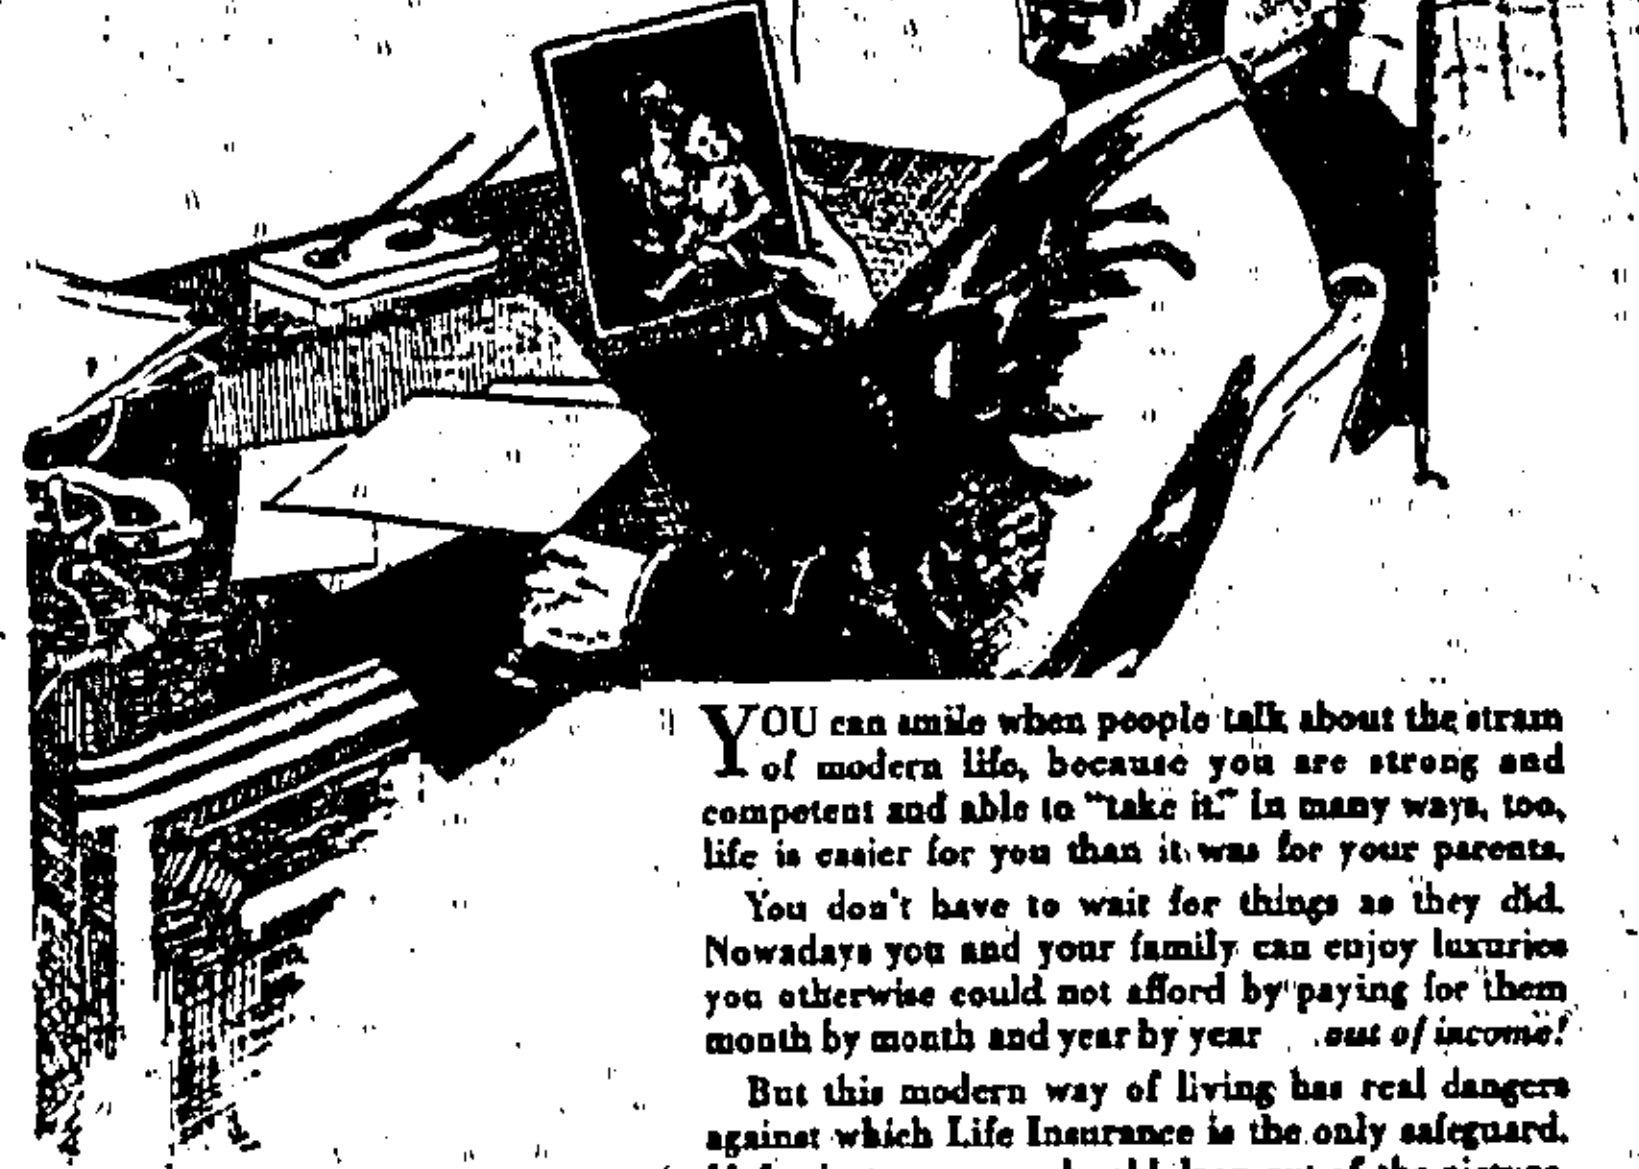 YOU can smile when people talk about the strain
of modern life, because you are strong and
competent and able to "take it." In many ways, too,
life is easier for you than it was for your parents.
You don't have to wait for things as they did.
Nowadays you and your family can enjoy luxuries
you otherwise could not afford by paying for them
month by month and year by year . . out of income!
But this modern way of living has real dangers
against which Life Insurance is the only safeguard.
out of the picture